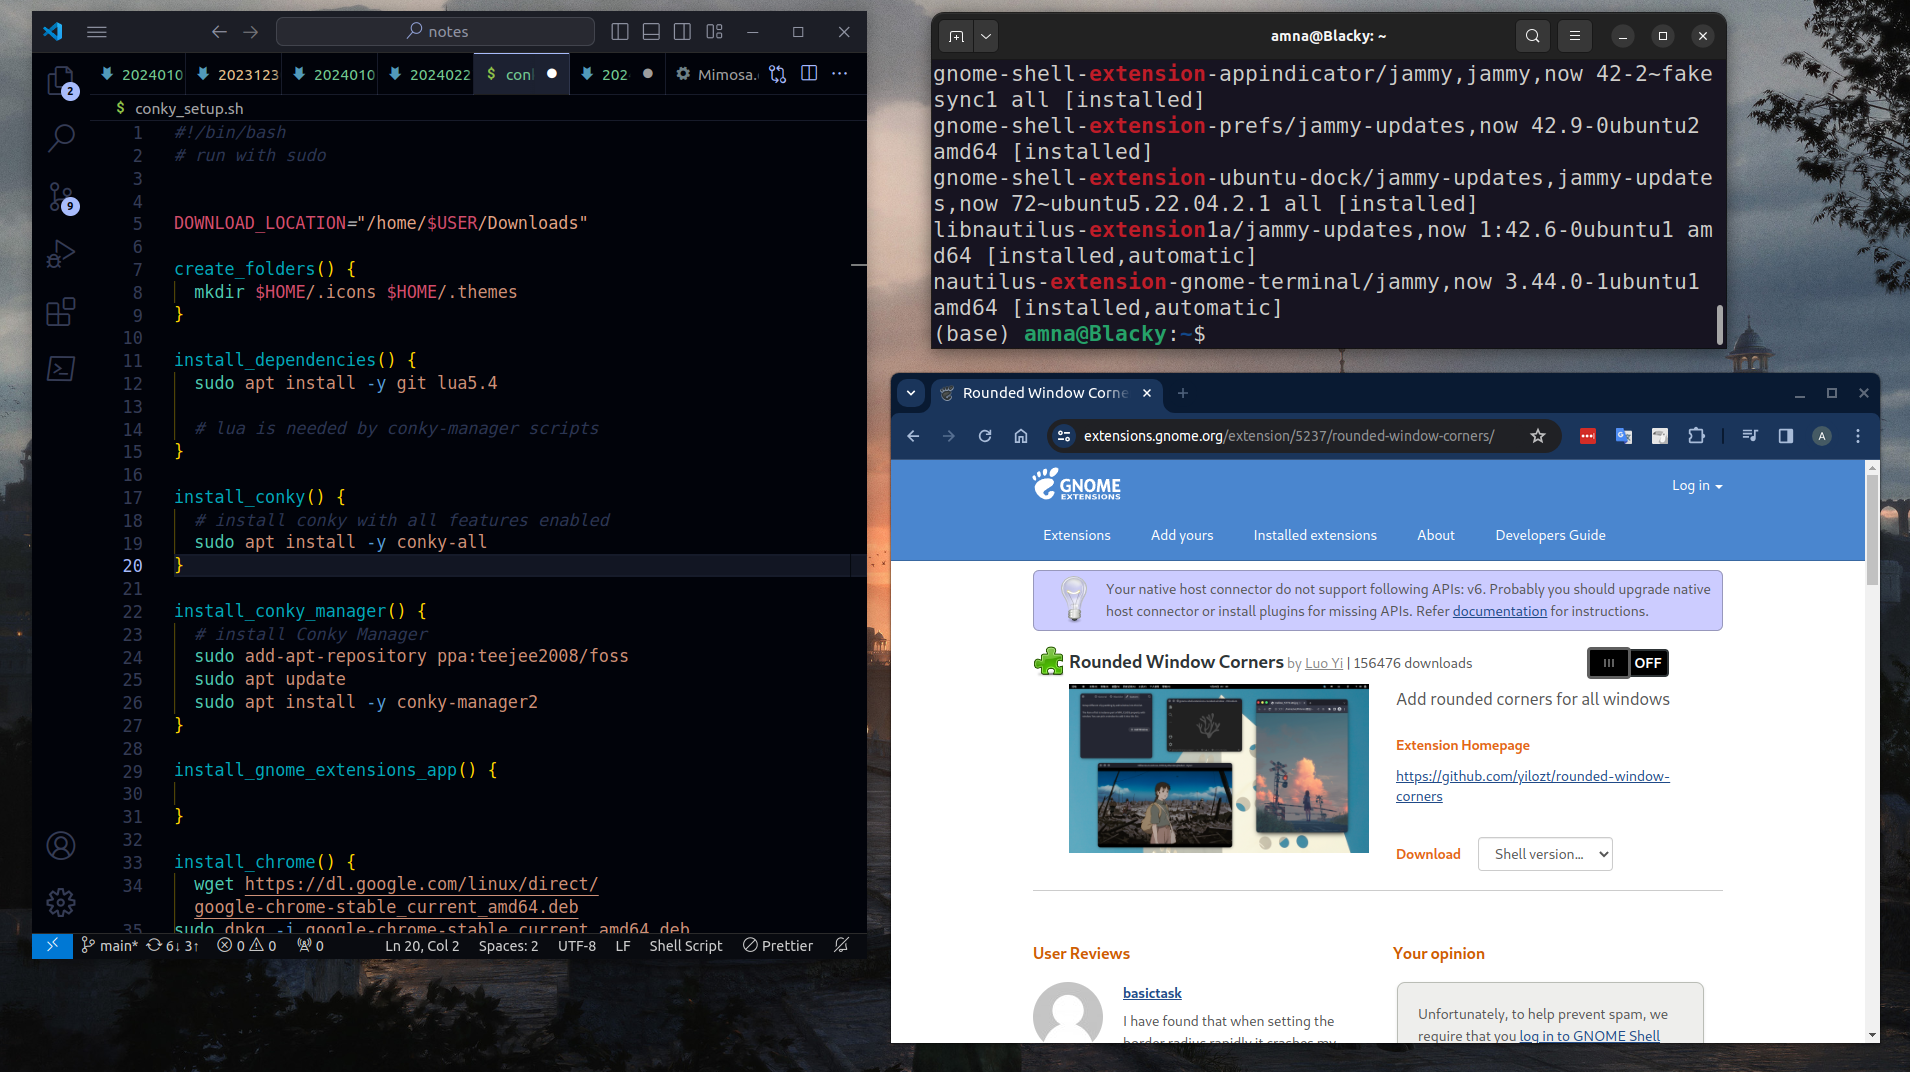 notes
2024010
2023123
2024010
2024022
$ con
202
Mimosa.
2
9
$ conky_setup.sh
1 #!/bin/bash
2 # run with sudo
3
4
5 DOWNLOAD_LOCATION="/home/$USER/Downloads"
6
7 create_folders() {
8 mkdir $HOME/.icons $HOME/.themes
9 }
10
11 install_dependencies() {
12 sudo apt install -y git lua5.4
13
14 # lua is needed by conky-manager scripts
15 }
16
17 install_conky() {
18 # install conky with all features enabled
19 sudo apt install -y conky-all
20 }
21
22 install_conky_manager() {
23 # install Conky Manager
24 sudo add-apt-repository ppa:teejee2008/foss
25 sudo apt update
26 sudo apt install -y conky-manager2
27 }
28
29 install_gnome_extensions_app() {
30
31 }
32
33 install_chrome() {
34 wget https://dl.google.com/linux/direct/
google-chrome-stable_current_amd64.deb
35 sudo dpkg -i google-chrome-stable_current_amd64.deb
main* 6↓ 3↑ 0 0 0 Ln 20, Col 2 Spaces: 2 UTF-8 LF Shell Script Prettier
amna@Blacky: ~
gnome-shell-extension-appindicator/jammy,jammy,now 42-2~fake
sync1 all [installed]
gnome-shell-extension-prefs/jammy-updates,now 42.9-0ubuntu2
amd64 [installed]
gnome-shell-extension-ubuntu-dock/jammy-updates,jammy-update
s,now 72~ubuntu5.22.04.2.1 all [installed]
libnautilus-extension1a/jammy-updates,now 1:42.6-0ubuntu1 am
d64 [installed,automatic]
nautilus-extension-gnome-terminal/jammy,now 3.44.0-1ubuntu1
amd64 [installed,automatic]
(base) amna@Blacky:~$
Rounded Window Corne
extensions.gnome.org/extension/5237/rounded-window-corners/
A
GNOME
EXTENSIONS
Log in
Extensions Add yours Installed extensions About Developers Guide
Your native host connector do not support following APIs: v6. Probably you should upgrade native
host connector or install plugins for missing APIs. Refer documentation for instructions.
Rounded Window Corners by Luo Yi | 156476 downloads
OFF
Add rounded corners for all windows
Extension Homepage
https://github.com/yilozt/rounded-window-
corners
Download Shell version...
User Reviews
Your opinion
basictask
I have found that when setting the
border radius rapidly it crashes my
Unfortunately, to help prevent spam, we
require that you log in to GNOME Shell